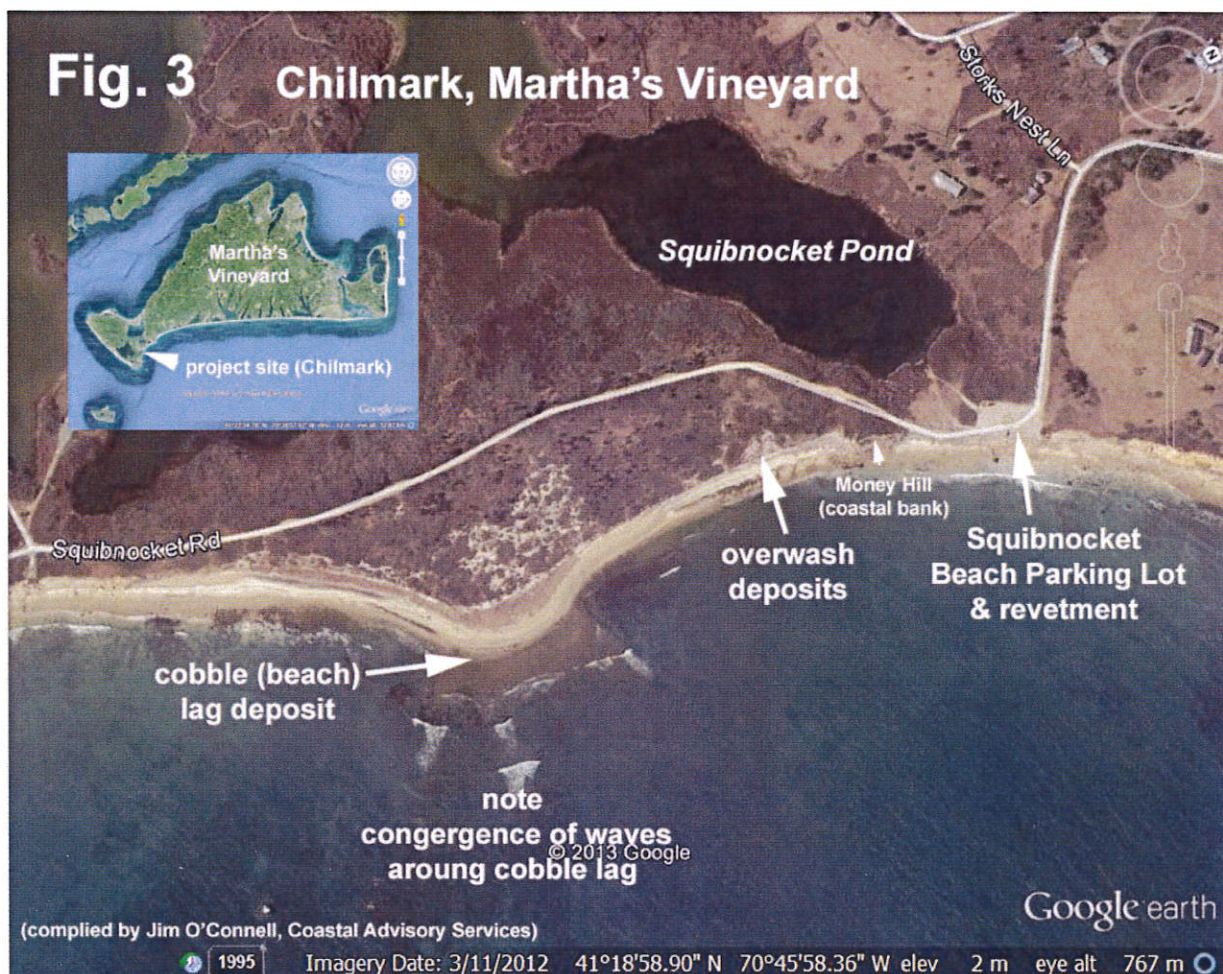 Fig. 3 Chilmark, Martha's Vineyard
Storks Nest Ln
N
Martha's
Vineyard
project site (Chilmark)
Google earth
Squibnocket Pond
Squibnocket Rd
Money Hill
(coastal bank)
overwash
deposits
Squibnocket
Beach Parking Lot
& revetment
cobble (beach)
lag deposit
note
congergence of waves
aroung cobble lag
© 2013 Google
Google earth
(complied by Jim O'Connell, Coastal Advisory Services)
1995 Imagery Date: 3/11/2012 41°18'58.90" N 70°45'58.36" W elev 2 m eye alt 767 m